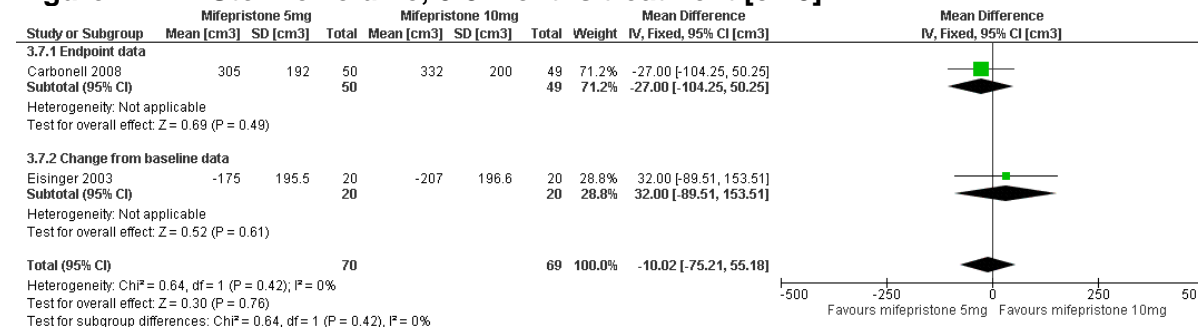 Mifepristone 5mg Mifepristone 10mg Mean Difference Mean Difference
Study or Subgroup Mean [cm3] SD [cm3] Total Mean [cm3] SD [cm3] Total Weight IV, Fixed, 95% CI [cm3] IV, Fixed, 95% CI [cm3]
3.7.1 Endpoint data
Carbonell 2008 305 192 50 332 200 49 71.2% -27.00 [-104.25, 50.25]
Subtotal (95% CI) 50 49 71.2% -27.00 [-104.25, 50.25]
Heterogeneity: Not applicable
Test for overall effect: Z = 0.69 (P = 0.49)
3.7.2 Change from baseline data
Eisinger 2003 -175 195.5 20 -207 196.6 20 28.8% 32.00 [-89.51, 153.51]
Subtotal (95% CI) 20 20 28.8% 32.00 [-89.51, 153.51]
Heterogeneity: Not applicable
Test for overall effect: Z = 0.52 (P = 0.61)
Total (95% CI) 70 69 100.0% -10.02 [-75.21, 55.18]
Heterogeneity: Chi² = 0.64, df = 1 (P = 0.42); I² = 0%
Test for overall effect: Z = 0.30 (P = 0.76)
Test for subgroup differences: Chi² = 0.64, df = 1 (P = 0.42), I² = 0%
-500 -250 0 250
Favours mifepristone 5mg Favours mifepristone 10mg